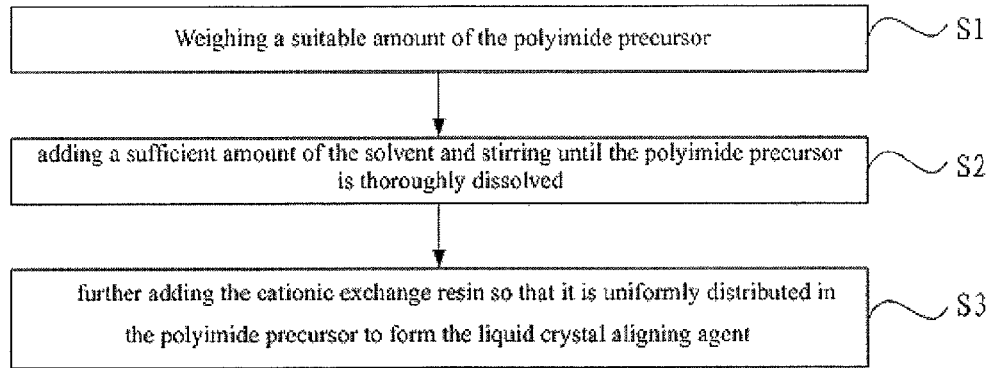 Weighing a suitable amount of the polyimide precursor
S1
adding a sufficient amount of the solvent and stirring until the polyimide precursor
is thoroughly dissolved
S2
further adding the cationic exchange resin so that it is uniformly distributed in
the polyimide precursor to form the liquid crystal aligning agent
S3